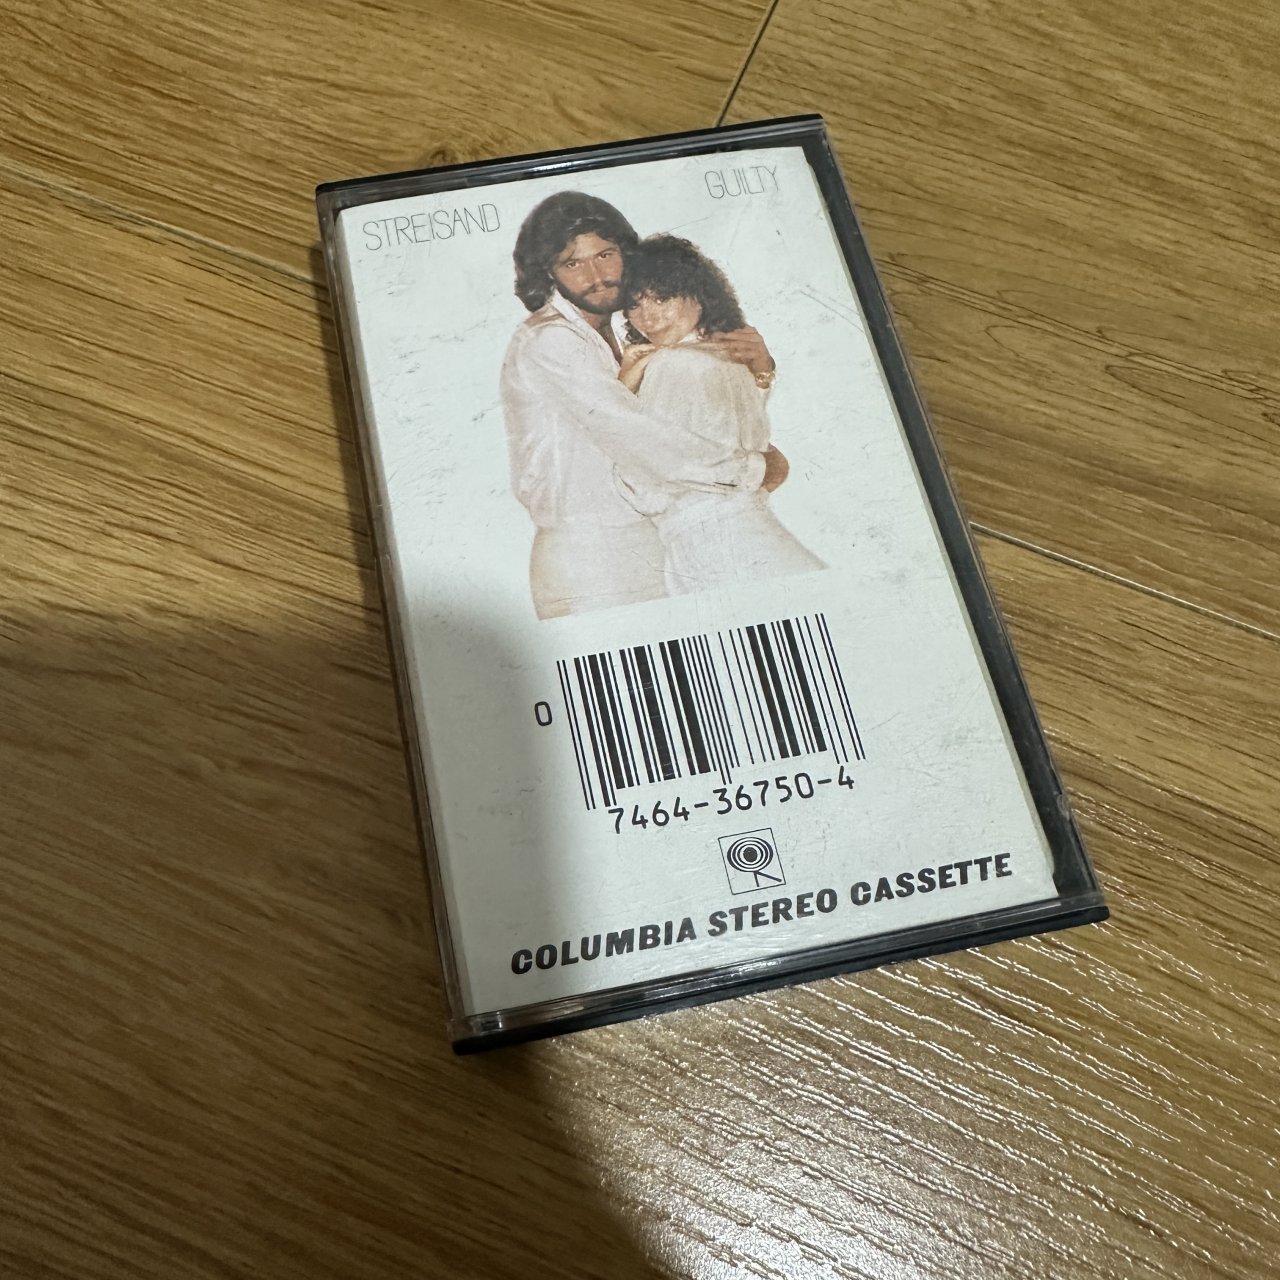 STREISAND
GUILTY
0
7464-36750-4
COLUMBIA STEREO CASSETTE